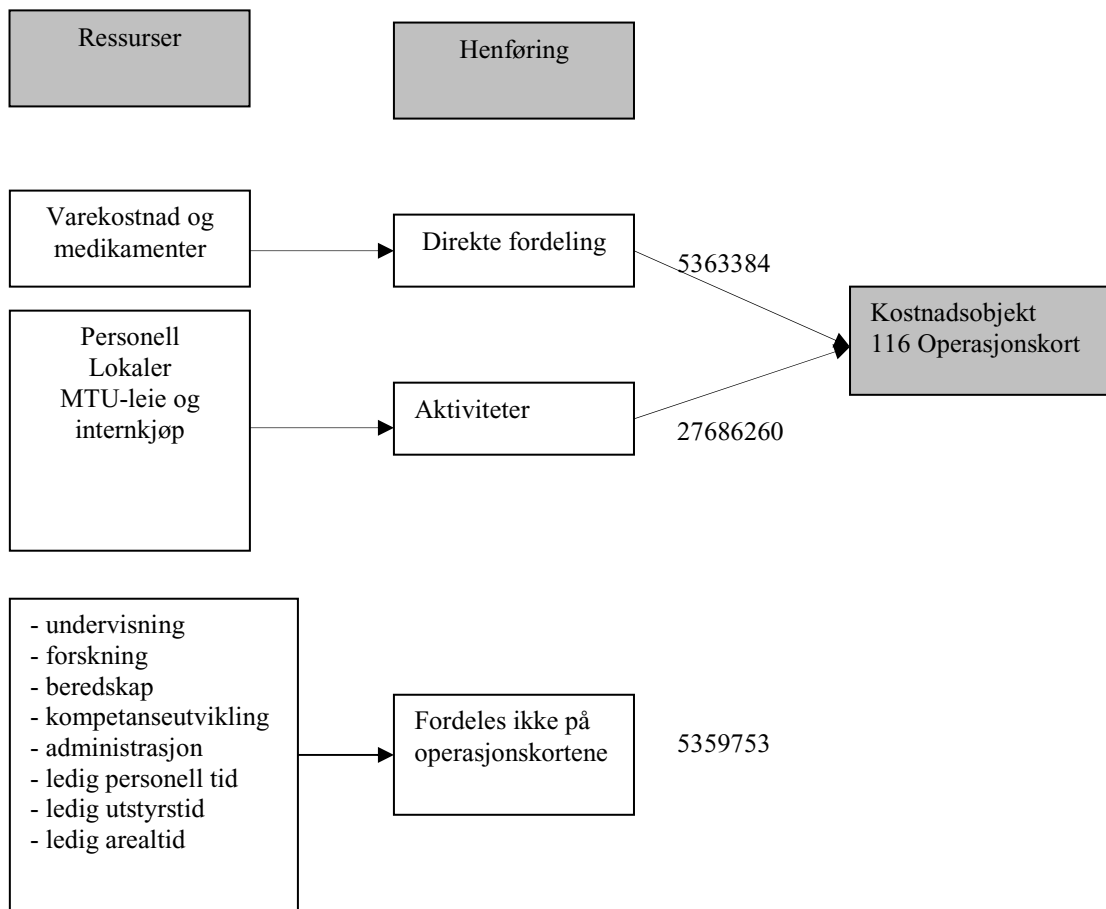 Ressurser
Henføring
Varekostnad og
medikamenter
Direkte fordeling
5363384
Kostnadsobjekt
116 Operasjonskort
Personell
Lokaler
MTU-leie og
internkjøp
Aktiviteter
27686260
- undervisning
- forskning
- beredskap
- kompetanseutvikling
- administrasjon
- ledig personell tid
- ledig utstyrstid
- ledig arealtid
Fordeles ikke på
operasjonskortene
5359753